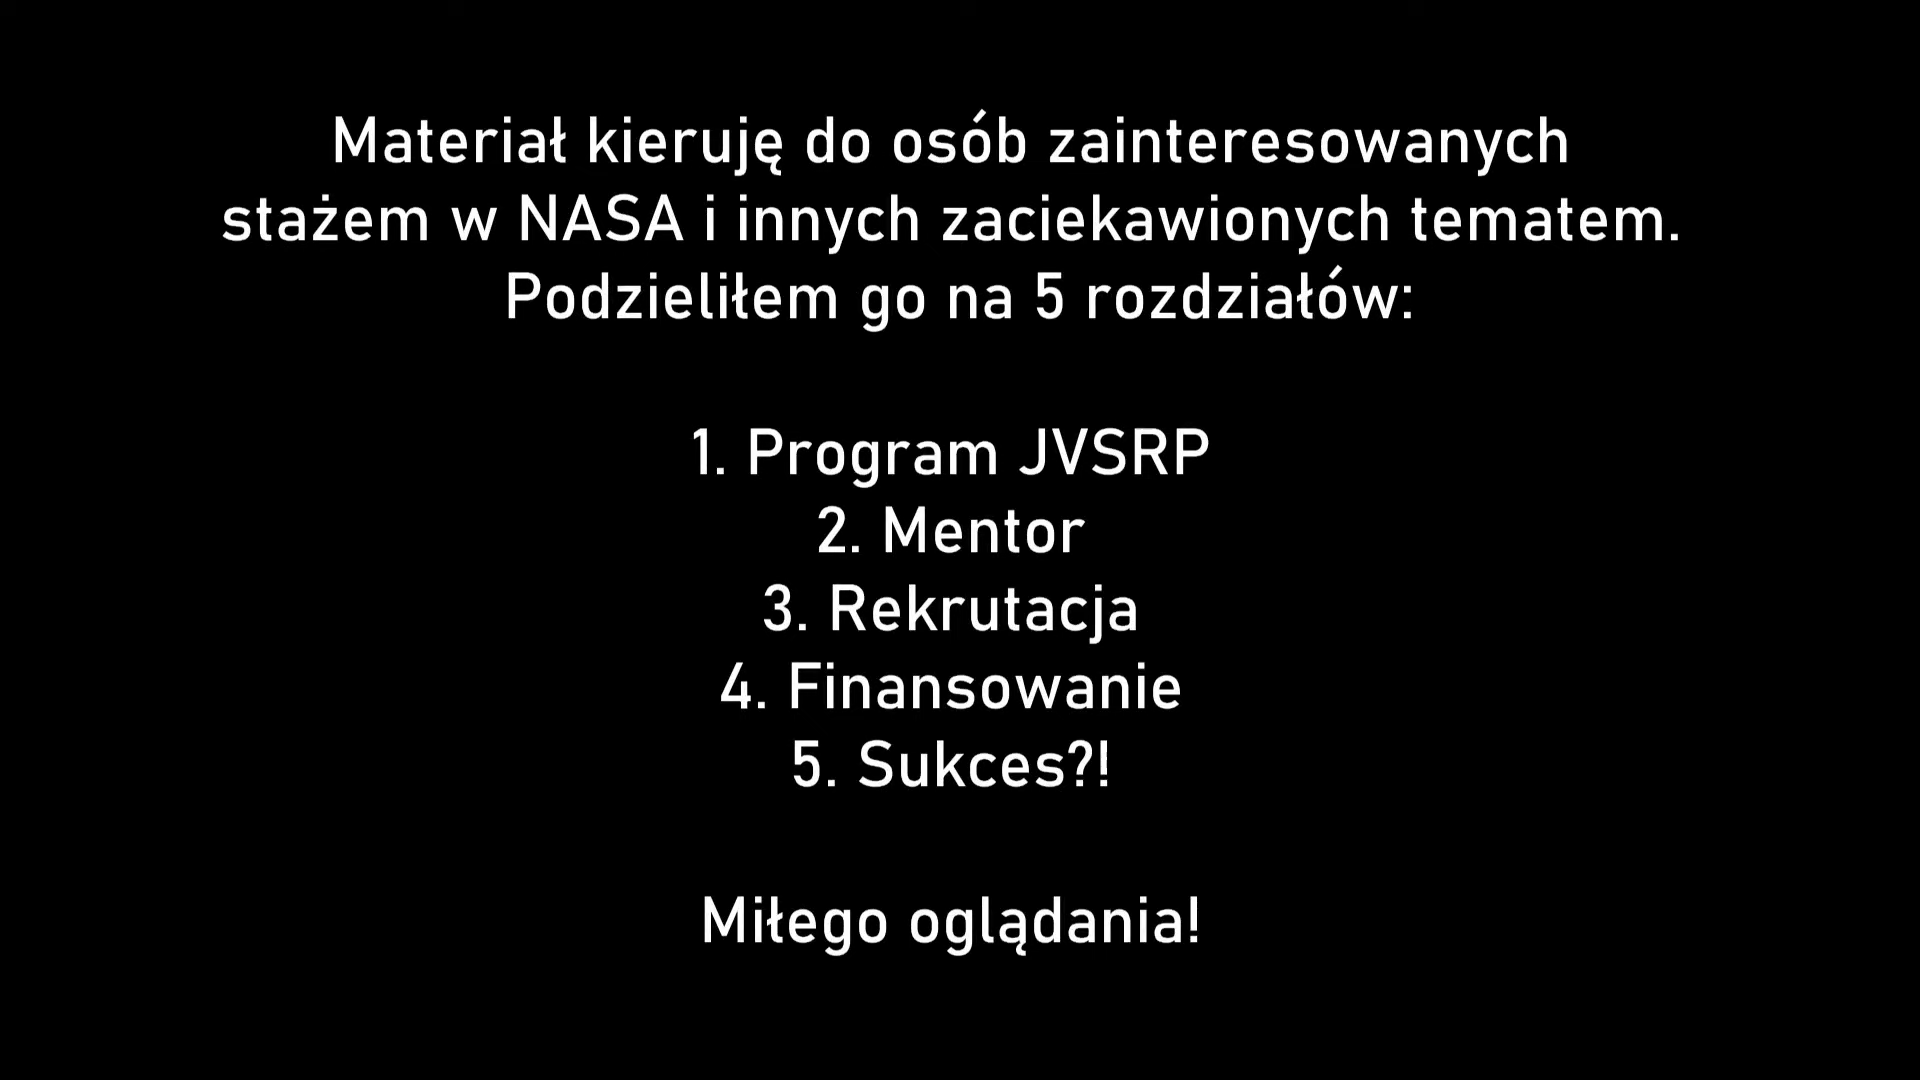 Materiał kieruję do osób zainteresowanych
stażem w NASA i innych zaciekawionych tematem.
Podzieliłem go na 5 rozdziałów:
1. Program JVSRP
2. Mentor
3. Rekrutacja
4. Finansowanie
5. Sukces?!
Miłego oglądania!